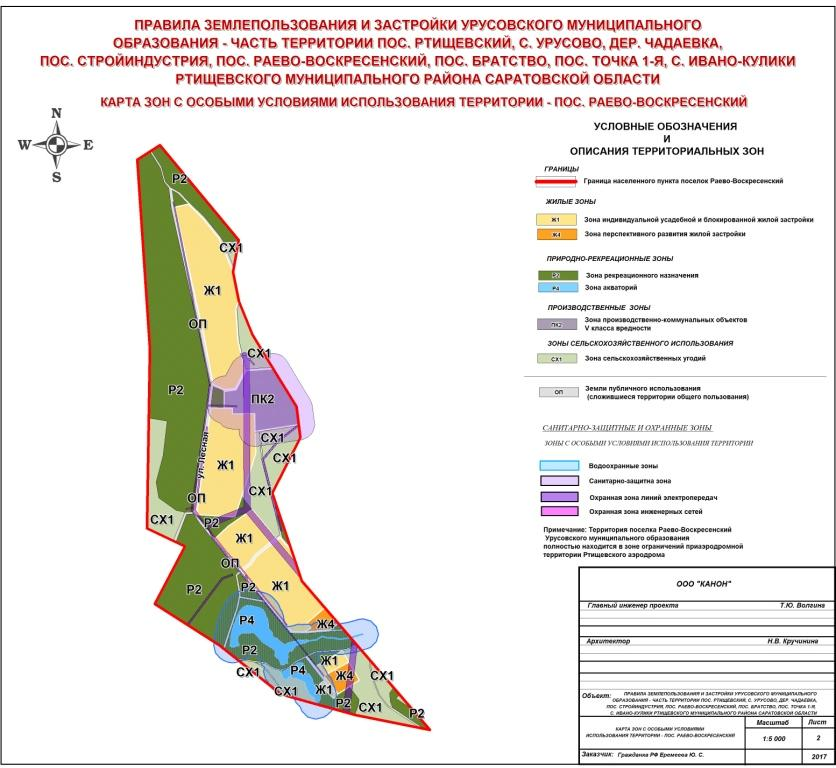 ПРАВИЛА ЗЕМЛЕПОЛЬЗОВАНИЯ И ЗАСТРОЙКИ УРУСОВСКОГО МУНИЦИПАЛЬНОГО
ОБРАЗОВАНИЯ - ЧАСТЬ ТЕРРИТОРИИ ПОС. РТИЩЕВСКИЙ, С. УРУСОВО, ДЕР. ЧАДАЕВКА,
ПОС. СТРОЙИНДУСТРИЯ, ПОС. РАЕВО-ВОСКРЕСЕНСКИЙ, ПОС. БРАТСТВО, ПОС. ТОЧКА 1-Я, С. ИВАНО-КУЛИКИ
РТИЩЕВСКОГО МУНИЦИПАЛЬНОГО РАЙОНА САРАТОВСКОЙ ОБЛАСТИ
КАРТА ЗОН С ОСОБЫМИ УСЛОВИЯМИ ИСПОЛЬЗОВАНИЯ ТЕРРИТОРИИ - ПОС. РАЕВО-ВОСКРЕСЕНСКИЙ
N
W E
S
Р2
СХ1
Ж1
ОП
СХ1
Р2
ПК2
СХ1
ул. Лесная
Ж1
СХ1
СХ1
ОП
СХ1
Р2
Ж1
ОП
Р2
Р2
Ж1
Р4
Ж4
Р2
Ж1
СХ1
Р4
Ж4
СХ1
СХ1
Ж1
Р2
СХ1
Р2
УСЛОВНЫЕ ОБОЗНАЧЕНИЯ
И
ОПИСАНИЯ ТЕРРИТОРИАЛЬНЫХ ЗОН
ГРАНИЦЫ
Граница населенного пункта поселок Раево-Воскресенский
ЖИЛЫЕ ЗОНЫ
Ж1 Зона индивидуальной усадебной и блокированной жилой застройки
Ж4 Зона перспективного развития жилой застройки
ПРИРОДНО-РЕКРЕАЦИОННЫЕ ЗОНЫ
Р2 Зона рекреационного назначения
Р4 Зона акваторий
ПРОИЗВОДСТВЕННЫЕ ЗОНЫ
ПК2 Зона производственно-коммунальных объектов
V класса вредности
ЗОНЫ СЕЛЬСКОХОЗЯЙСТВЕННОГО ИСПОЛЬЗОВАНИЯ
СХ1 Зона сельскохозяйственных угодий
ОП Земли публичного использования
(сложившиеся территории общего пользования)
САНИТАРНО-ЗАЩИТНЫЕ И ОХРАННЫЕ ЗОНЫ
ЗОНЫ С ОСОБЫМИ УСЛОВИЯМИ ИСПОЛЬЗОВАНИЯ ТЕРРИТОРИИ
Водоохранные зоны
Санитарно-защитна зона
Охранная зона линий электропередач
Охранная зона инженерных сетей
Примечание: Территория поселка Раево-Воскресенский
Урусовского муниципального образования
полностью находится в зоне ограничений приаэродромной
территории Ртищевского аэродрома
ООО "КАНОН"
Главный инженер проекта Т.Ю. Волгина
Архитектор Н.В. Кручинина
Объект: ПРАВИЛА ЗЕМЛЕПОЛЬЗОВАНИЯ И ЗАСТРОЙКИ УРУСОВСКОГО МУНИЦИПАЛЬНОГО
ОБРАЗОВАНИЯ - ЧАСТЬ ТЕРРИТОРИИ ПОС. РТИЩЕВСКИЙ, С. УРУСОВО, ДЕР. ЧАДАЕВКА,
ПОС. СТРОЙИНДУСТРИЯ, ПОС. РАЕВО-ВОСКРЕСЕНСКИЙ, ПОС. БРАТСТВО, ПОС. ТОЧКА 1-Я,
С. ИВАНО-КУЛИКИ РТИЩЕВСКОГО МУНИЦИПАЛЬНОГО РАЙОНА САРАТОВСКОЙ ОБЛАСТИ
КАРТА ЗОН С ОСОБЫМИ УСЛОВИЯМИ
ИСПОЛЬЗОВАНИЯ ТЕРРИТОРИИ - ПОС. РАЕВО-ВОСКРЕСЕНСКИЙ
Масштаб Лист
1:5 000 2
Заказчик: Гражданка РФ Еремеева Ю. С. 2017